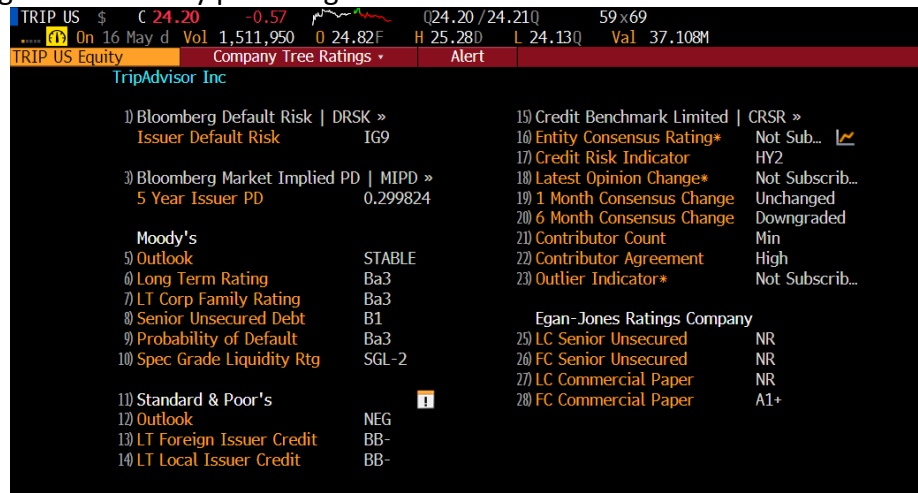 TRIP US $ C 24.20 -0.57 Q24.20 / 24.21Q 59x69
On 16 May d Vol 1,511,950 O 24.82F H 25.28D L 24.13Q Val 37.108M
TRIP US Equity Company Tree Ratings Alert
TripAdvisor Inc
1) Bloomberg Default Risk | DRSK »
Issuer Default Risk IG9
3) Bloomberg Market Implied PD | MIPD »
5 Year Issuer PD 0.299824
Moody's
5) Outlook STABLE
6) Long Term Rating Ba3
7) LT Corp Family Rating Ba3
8) Senior Unsecured Debt B1
9) Probability of Default Ba3
10) Spec Grade Liquidity Rtg SGL-2
11) Standard & Poor's
12) Outlook NEG
13) LT Foreign Issuer Credit BB-
14) LT Local Issuer Credit BB-
15) Credit Benchmark Limited | CRSR »
16) Entity Consensus Rating* Not Sub...
17) Credit Risk Indicator HY2
18) Latest Opinion Change* Not Subscrib...
19) 1 Month Consensus Change Unchanged
20) 6 Month Consensus Change Downgraded
21) Contributor Count Min
22) Contributor Agreement High
23) Outlier Indicator* Not Subscrib...
Egan-Jones Ratings Company
25) LC Senior Unsecured NR
26) FC Senior Unsecured NR
27) LC Commercial Paper NR
28) FC Commercial Paper A1+